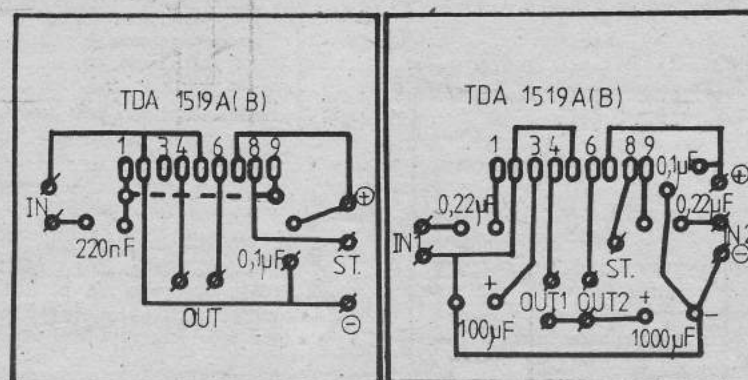 TDA 1519A(B)
1 3 4 6 8 9
IN
220nF
0,1µF
ST.
OUT
TDA 1519A(B)
1 3 4 6 8 9
0,1µF
0,22µF
0,22µF
IN1
IN2
ST.
+
OUT1 OUT2 +
100µF
1000µF
-